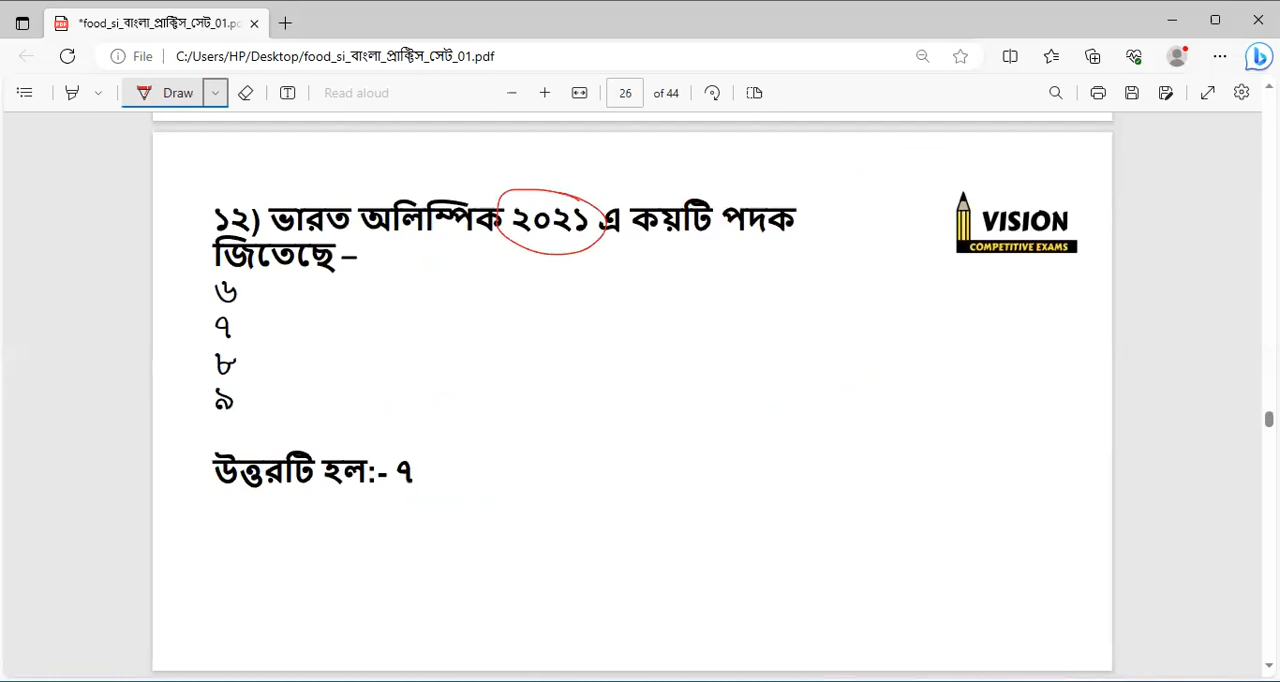 *food_si_বাংলা_প্রাক্টিস_সেট_01.pd
File
C:/Users/HP/Desktop/food_si_বাংলা_প্রাক্টিস_সেট_01.pdf
Draw
Read aloud
26 of 44
১২) ভারত অলিম্পিক ২০২১ এ কয়টি পদক
জিতেছে –
৬
৭
৮
৯
উত্তরটি হল:- ৭
VISION
COMPETITIVE EXAMS